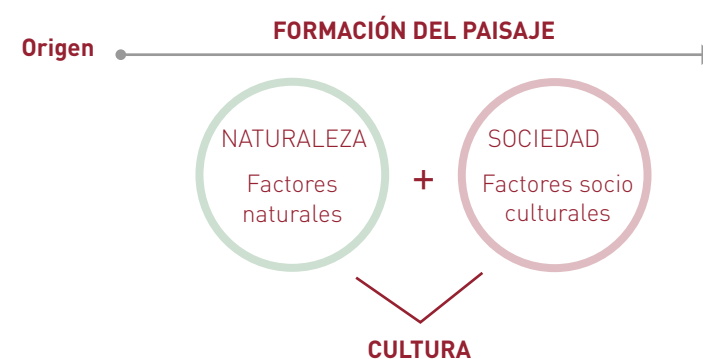 FORMACIÓN DEL PAISAJE
Origen
NATURALEZA
Factores
naturales
+
SOCIEDAD
Factores socio
culturales
CULTURA